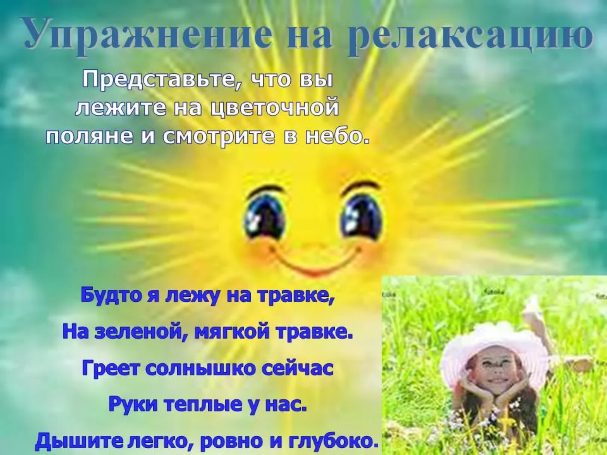 Упражнение на релаксацию
Представьте, что вы
лежите на цветочной
поляне и смотрите в небо.
Будто я лежу на травке,
На зеленой, мягкой травке.
Греет солнышко сейчас
Руки теплые у нас.
Дышите легко, ровно и глубоко.